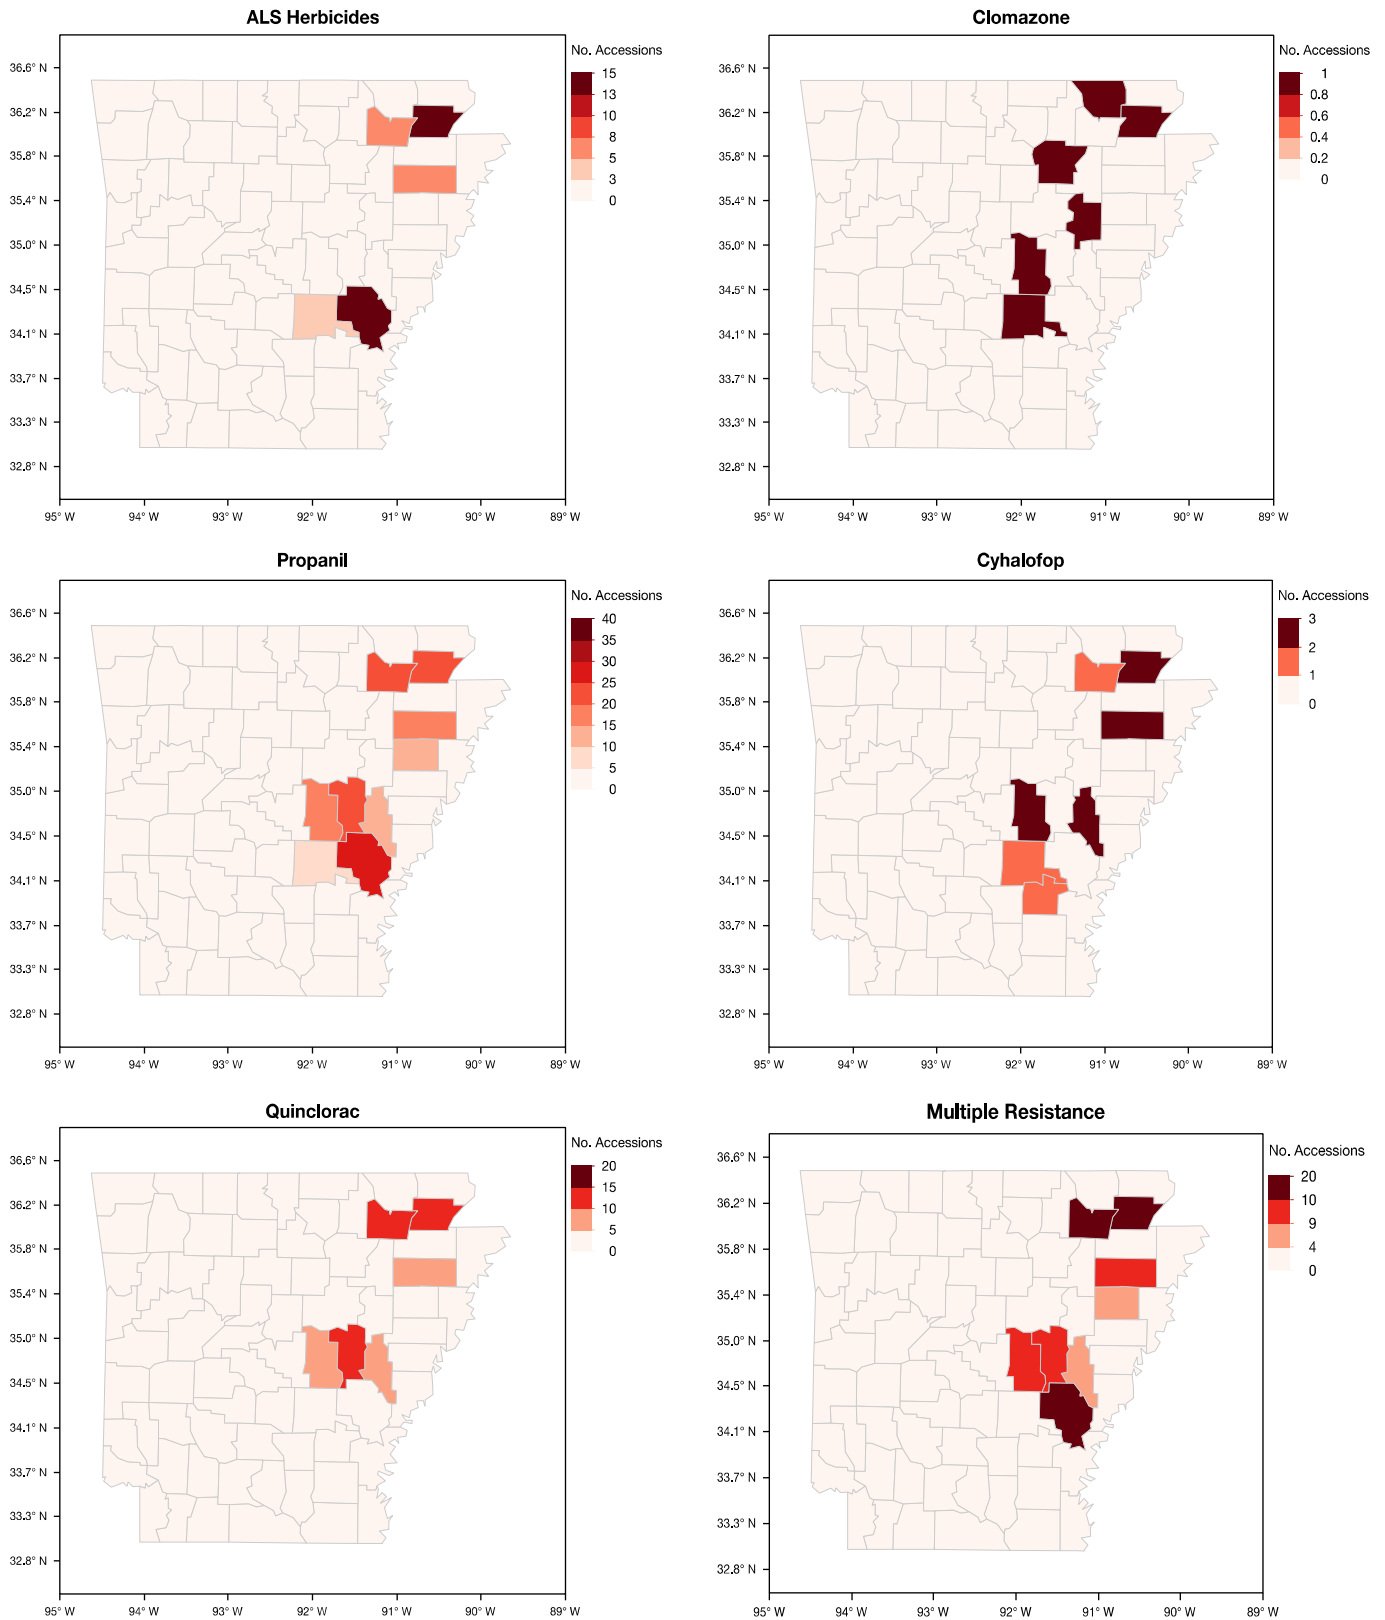 ALS Herbicides
No. Accessions
15
13
10
8
5
3
0
36.6° N
36.2° N
35.8° N
35.4° N
35.0° N
34.5° N
34.1° N
33.7° N
33.3° N
32.8° N
95° W
94° W
93° W
92° W
91° W
90° W
89° W
Clomazone
No. Accessions
1
0.8
0.6
0.4
0.2
0
36.6° N
36.2° N
35.8° N
35.4° N
35.0° N
34.5° N
34.1° N
33.7° N
33.3° N
32.8° N
95° W
94° W
93° W
92° W
91° W
90° W
89° W
Propanil
No. Accessions
40
35
30
25
20
15
10
5
0
36.6° N
36.2° N
35.8° N
35.4° N
35.0° N
34.5° N
34.1° N
33.7° N
33.3° N
32.8° N
95° W
94° W
93° W
92° W
91° W
90° W
89° W
Cyhalofop
No. Accessions
3
2
1
0
36.6° N
36.2° N
35.8° N
35.4° N
35.0° N
34.5° N
34.1° N
33.7° N
33.3° N
32.8° N
95° W
94° W
93° W
92° W
91° W
90° W
89° W
Quinclorac
No. Accessions
20
15
10
5
0
36.6° N
36.2° N
35.8° N
35.4° N
35.0° N
34.5° N
34.1° N
33.7° N
33.3° N
32.8° N
95° W
94° W
93° W
92° W
91° W
90° W
89° W
Multiple Resistance
No. Accessions
20
10
9
4
0
36.6° N
36.2° N
35.8° N
35.4° N
35.0° N
34.5° N
34.1° N
33.7° N
33.3° N
32.8° N
95° W
94° W
93° W
92° W
91° W
90° W
89° W